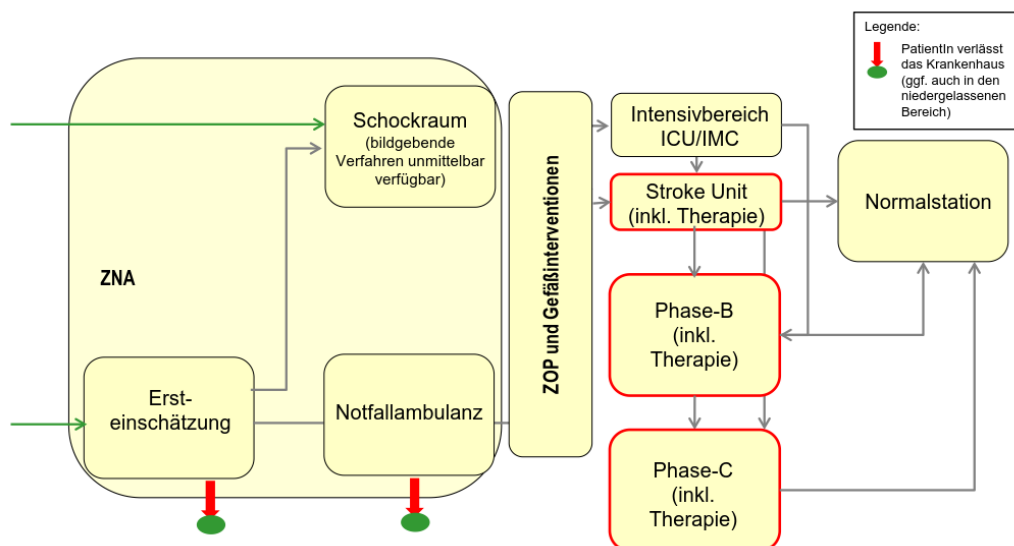 Legende:
PatientIn verlässt
das Krankenhaus
(ggf. auch in den
niedergelassenen
Bereich)
Schockraum
(bildgebende
Verfahren unmittelbar
verfügbar)
ZNA
Erst-
einschätzung
Notfallambulanz
ZOP und Gefäßinterventionen
Intensivbereich
ICU/IMC
Stroke Unit
(inkl. Therapie)
Normalstation
Phase-B
(inkl.
Therapie)
Phase-C
(inkl.
Therapie)